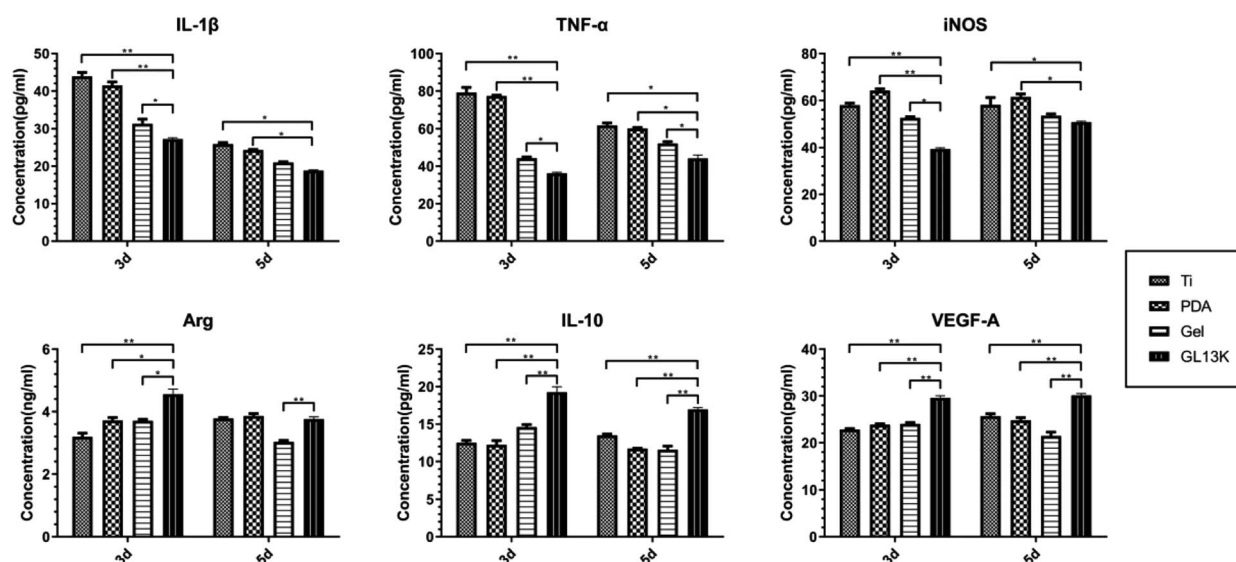 IL-1β
Concentration(pg/ml)
50
40
30
20
10
0
** ** * * *
3d 5d
TNF-α
Concentration(pg/ml)
100
80
60
40
20
0
** ** * * * *
3d 5d
iNOS
Concentration(pg/ml)
80
60
40
20
0
** ** * * *
3d 5d
Arg
Concentration(ng/ml)
6
4
2
0
** * * **
3d 5d
IL-10
Concentration(pg/ml)
25
20
15
10
5
0
** ** ** ** ** **
3d 5d
VEGF-A
Concentration(pg/ml)
40
30
20
10
0
** ** ** ** ** **
3d 5d
Ti
PDA
Gel
GL13K